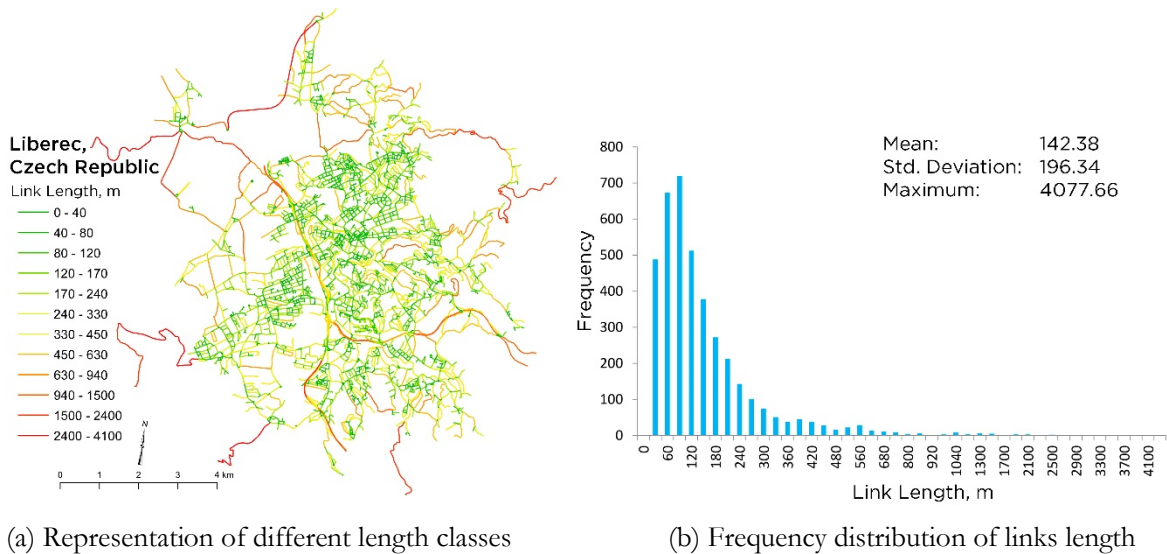 Liberec,
Czech Republic
Link Length, m
0 - 40
40 - 80
80 - 120
120 - 170
170 - 240
240 - 330
330 - 450
450 - 630
630 - 940
940 - 1500
1500 - 2400
2400 - 4100
N
0 1 2 3 4 km
Mean: 142.38
Std. Deviation: 196.34
Maximum: 4077.66
800
700
600
500
400
300
200
100
0
Frequency
0 60 120 180 240 300 360 420 480 560 680 800 920 1040 1300 1700 2100 2500 2900 3300 3700 4100
Link Length, m
(a) Representation of different length classes
(b) Frequency distribution of links length